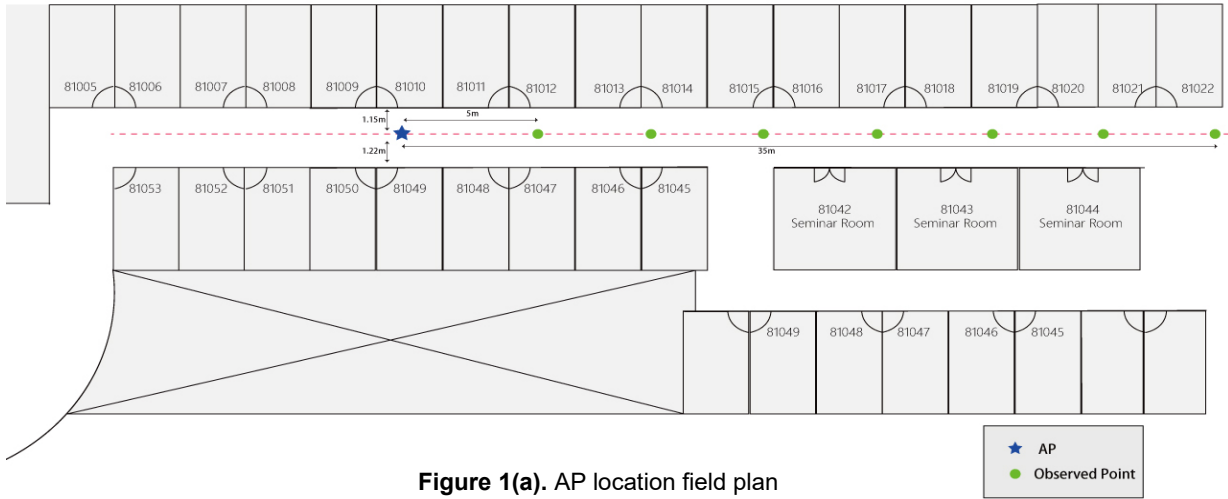 81005 81006 81007 81008 81009 81010 81011 81012 81013 81014 81015 81016 81017 81018 81019 81020 81021 81022
1.15m
5m
1.22m
35m
81053 81052 81051 81050 81049 81048 81047 81046 81045
81042
Seminar Room
81043
Seminar Room
81044
Seminar Room
81049 81048 81047 81046 81045
AP
Observed Point
Figure 1(a). AP location field plan